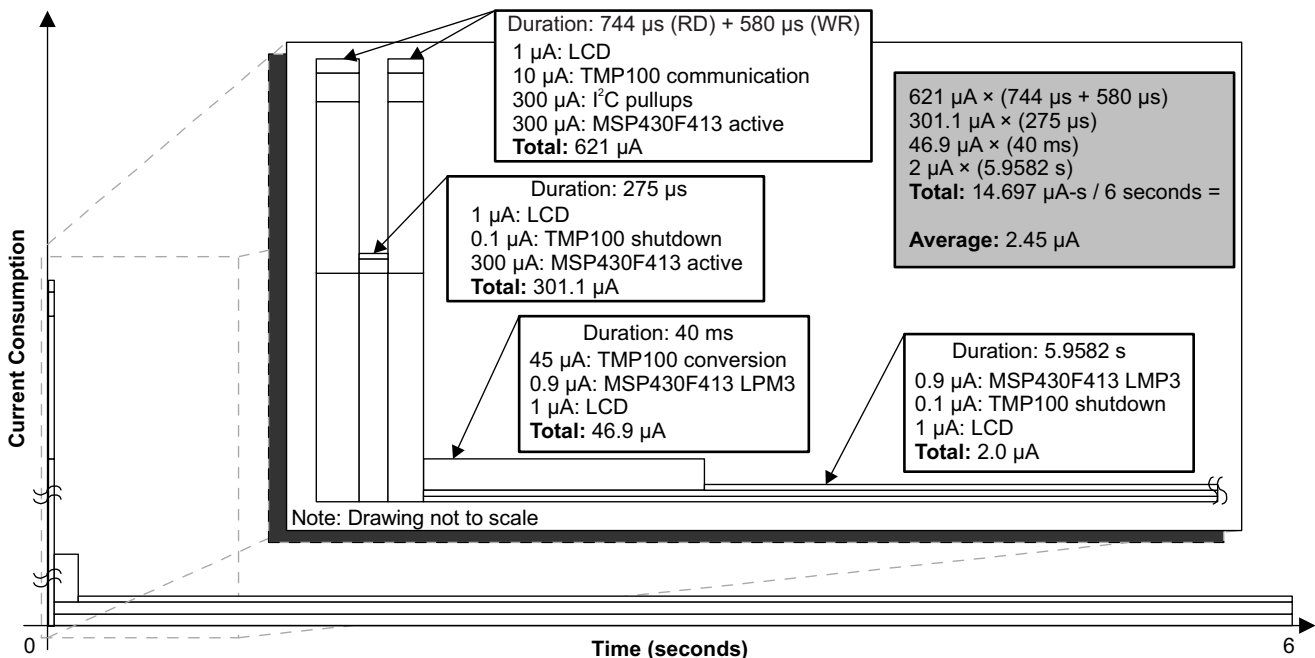 Duration: 744 µs (RD) + 580 µs (WR)
1 µA: LCD
10 µA: TMP100 communication
300 µA: I²C pullups
300 µA: MSP430F413 active
Total: 621 µA
621 µA × (744 µs + 580 µs)
301.1 µA × (275 µs)
46.9 µA × (40 ms)
2 µA × (5.9582 s)
Total: 14.697 µA-s / 6 seconds =
Average: 2.45 µA
Duration: 275 µs
1 µA: LCD
0.1 µA: TMP100 shutdown
300 µA: MSP430F413 active
Total: 301.1 µA
Duration: 40 ms
45 µA: TMP100 conversion
0.9 µA: MSP430F413 LPM3
1 µA: LCD
Total: 46.9 µA
Duration: 5.9582 s
0.9 µA: MSP430F413 LMP3
0.1 µA: TMP100 shutdown
1 µA: LCD
Total: 2.0 µA
Note: Drawing not to scale
Current Consumption
0
Time (seconds)
6